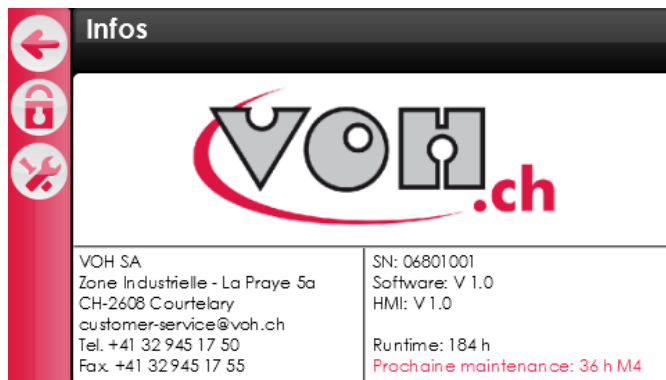 Infos
VOH.ch
VOH SA
Zone Industrielle - La Praye 5a
CH-2608 Courtelary
customer-service@voh.ch
Tel. +41 32 945 17 50
Fax. +41 32 945 17 55
SN: 06801001
Software: V 1.0
HMI: V 1.0
Runtime: 184 h
Prochaine maintenance: 36 h M4